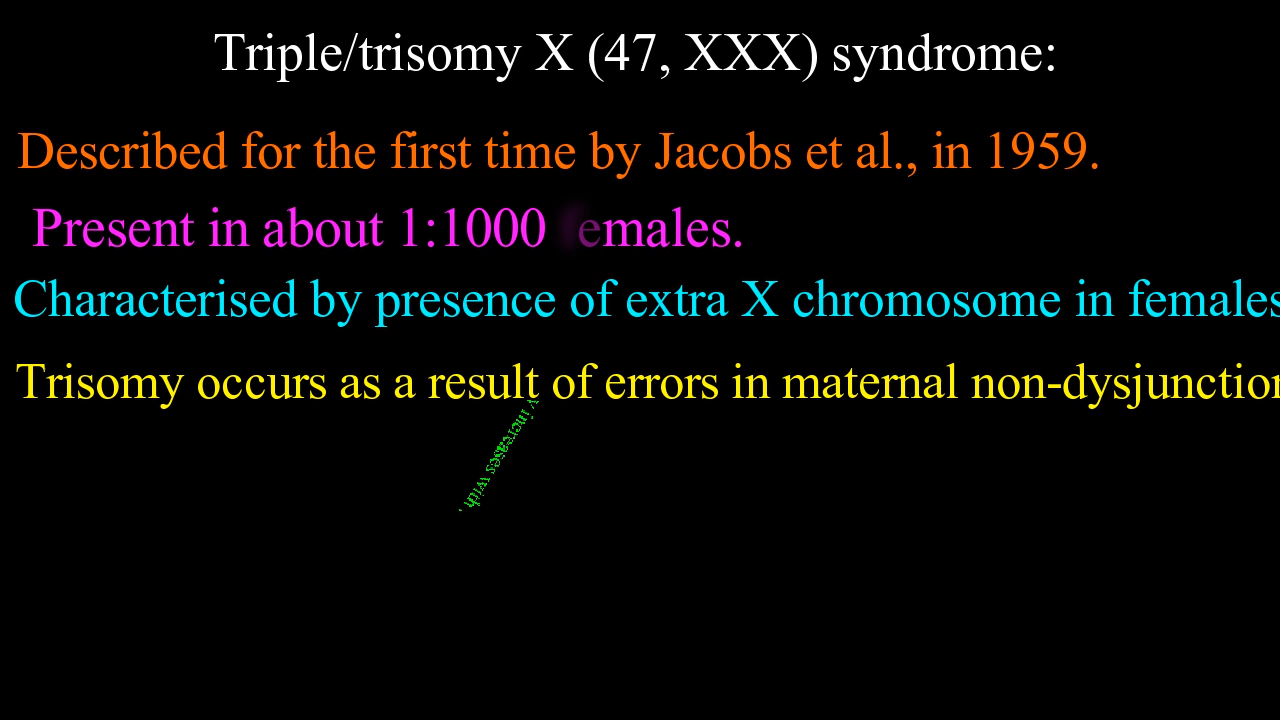 Triple/trisomy X (47, XXX) syndrome:
Described for the first time by Jacobs et al., in 1959.
Present in about 1:1000 females.
Characterised by presence of extra X chromosome in females
Trisomy occurs as a result of errors in maternal non-dysjunction
increases with